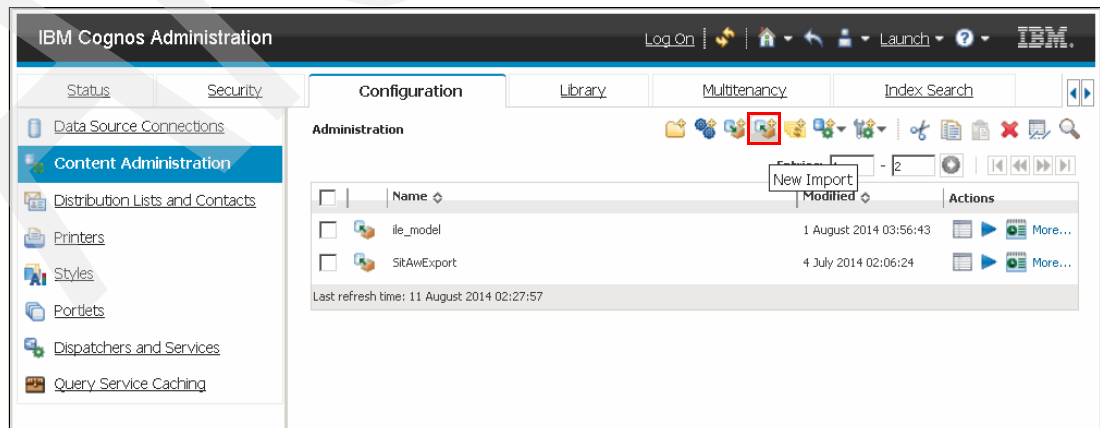 IBM Cognos Administration
Log On
Launch
IBM.
Status
Security
Configuration
Library
Multitenancy
Index Search
Data Source Connections
Content Administration
Distribution Lists and Contacts
Printers
Styles
Portlets
Dispatchers and Services
Query Service Caching
Administration
- 2
New Import
Name
Modified
Actions
ile_model
1 August 2014 03:56:43
More...
SitAwExport
4 July 2014 02:06:24
More...
Last refresh time: 11 August 2014 02:27:57